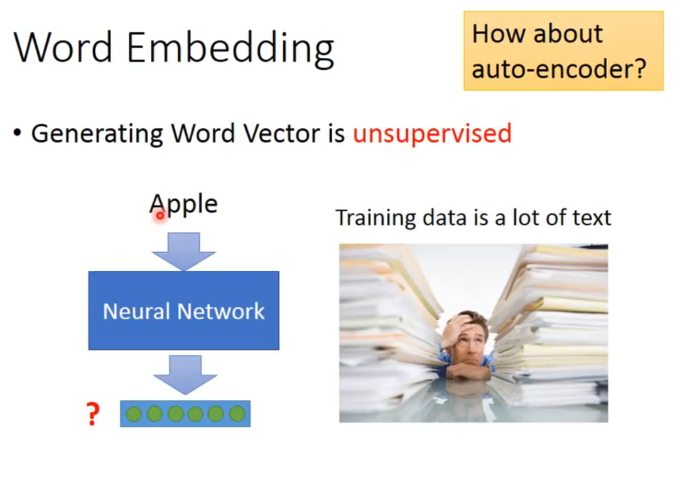 Word Embedding
How about
auto-encoder?
• Generating Word Vector is unsupervised
Apple
Training data is a lot of text
Neural Network
?